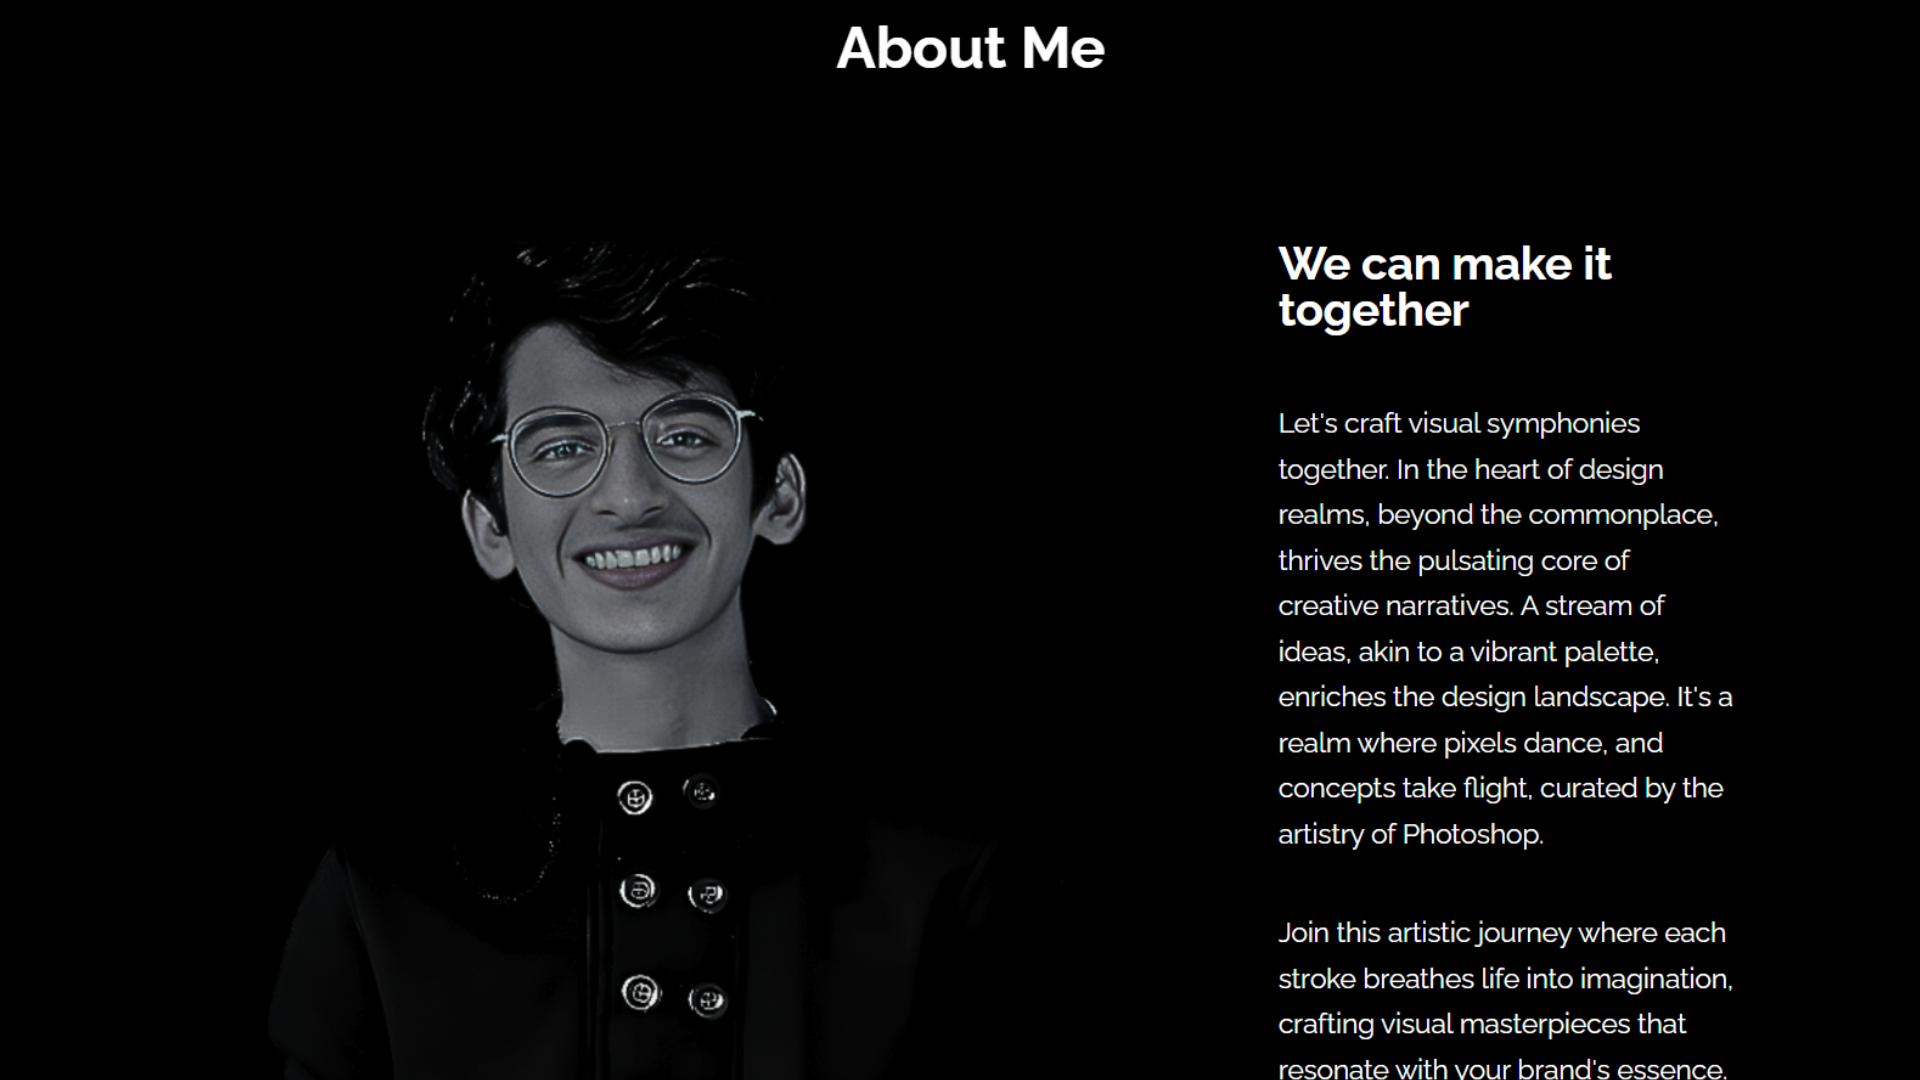 About Me
We can make it
together
Let's craft visual symphonies
together. In the heart of design
realms, beyond the commonplace,
thrives the pulsating core of
creative narratives. A stream of
ideas, akin to a vibrant palette,
enriches the design landscape. It's a
realm where pixels dance, and
concepts take flight, curated by the
artistry of Photoshop.
Join this artistic journey where each
stroke breathes life into imagination,
crafting visual masterpieces that
resonate with your brand's essence.